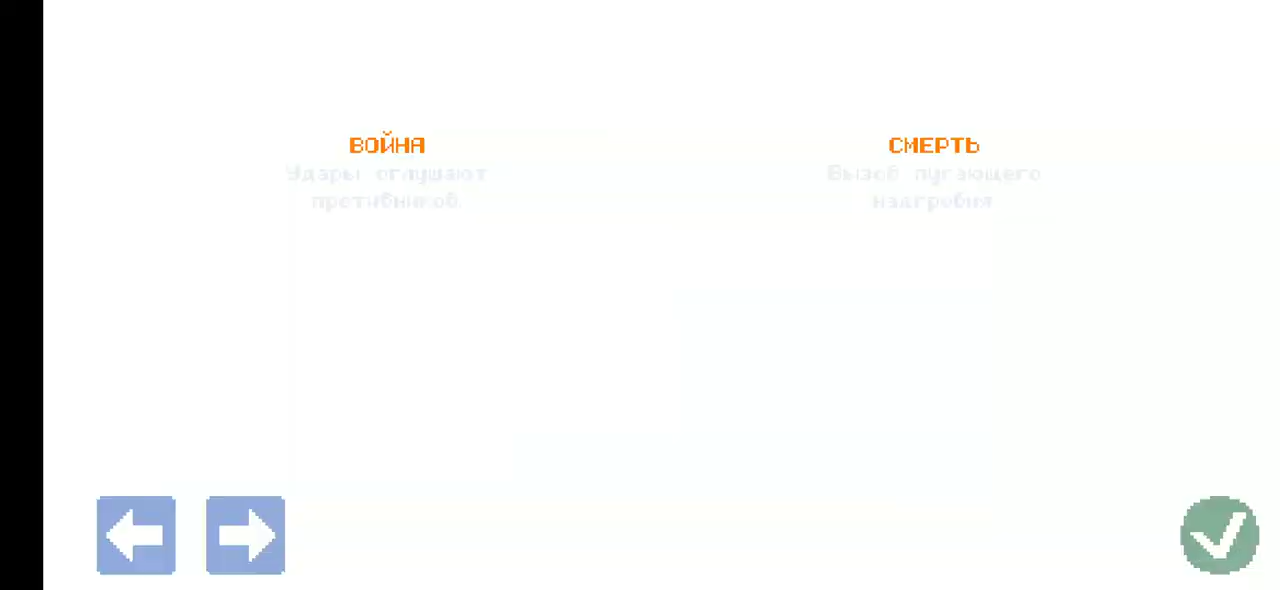 ВОЙНА
Удары оглушают
противников.
СМЕРТЬ
Вызов пугающего
надгробия